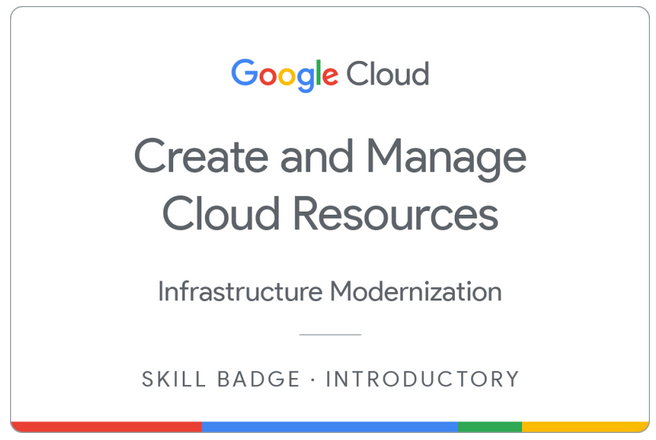 Google Cloud
Create and Manage
Cloud Resources
Infrastructure Modernization
SKILL BADGE · INTRODUCTORY